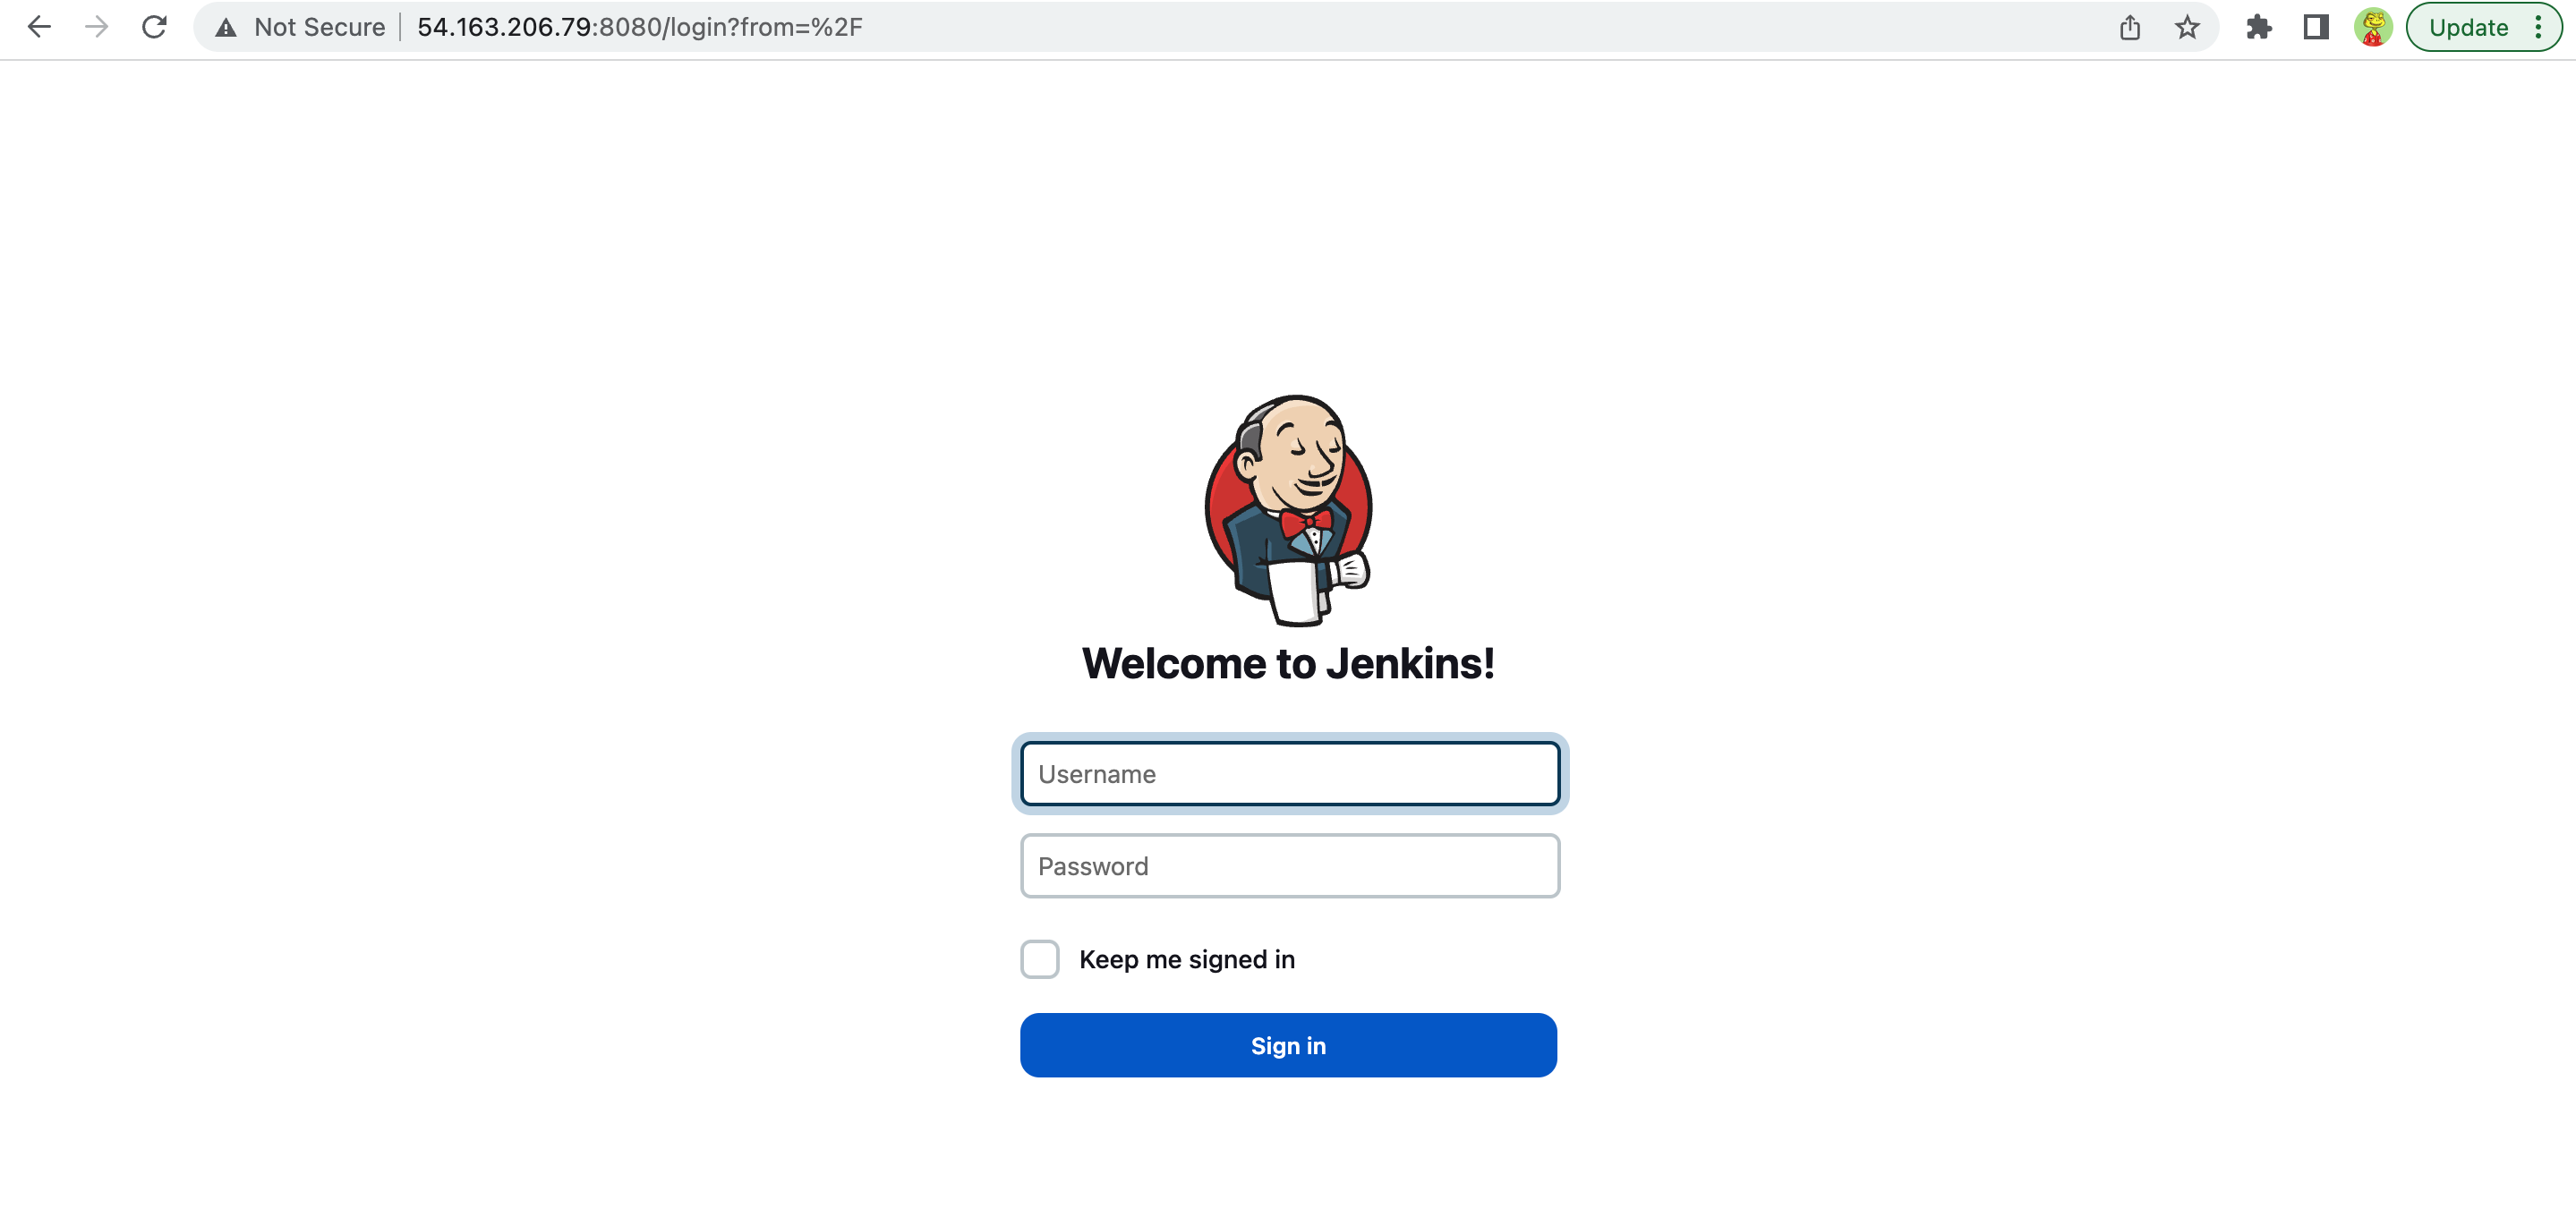 Not Secure 54.163.206.79:8080/login?from=%2F Update
Welcome to Jenkins!
Username
Password
Keep me signed in
Sign in